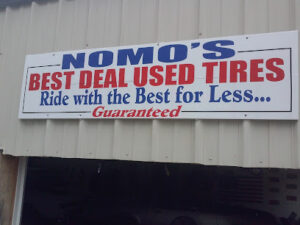 NOMO'S
BEST DEAL USED TIRES
Ride with the Best for Less...
Guaranteed